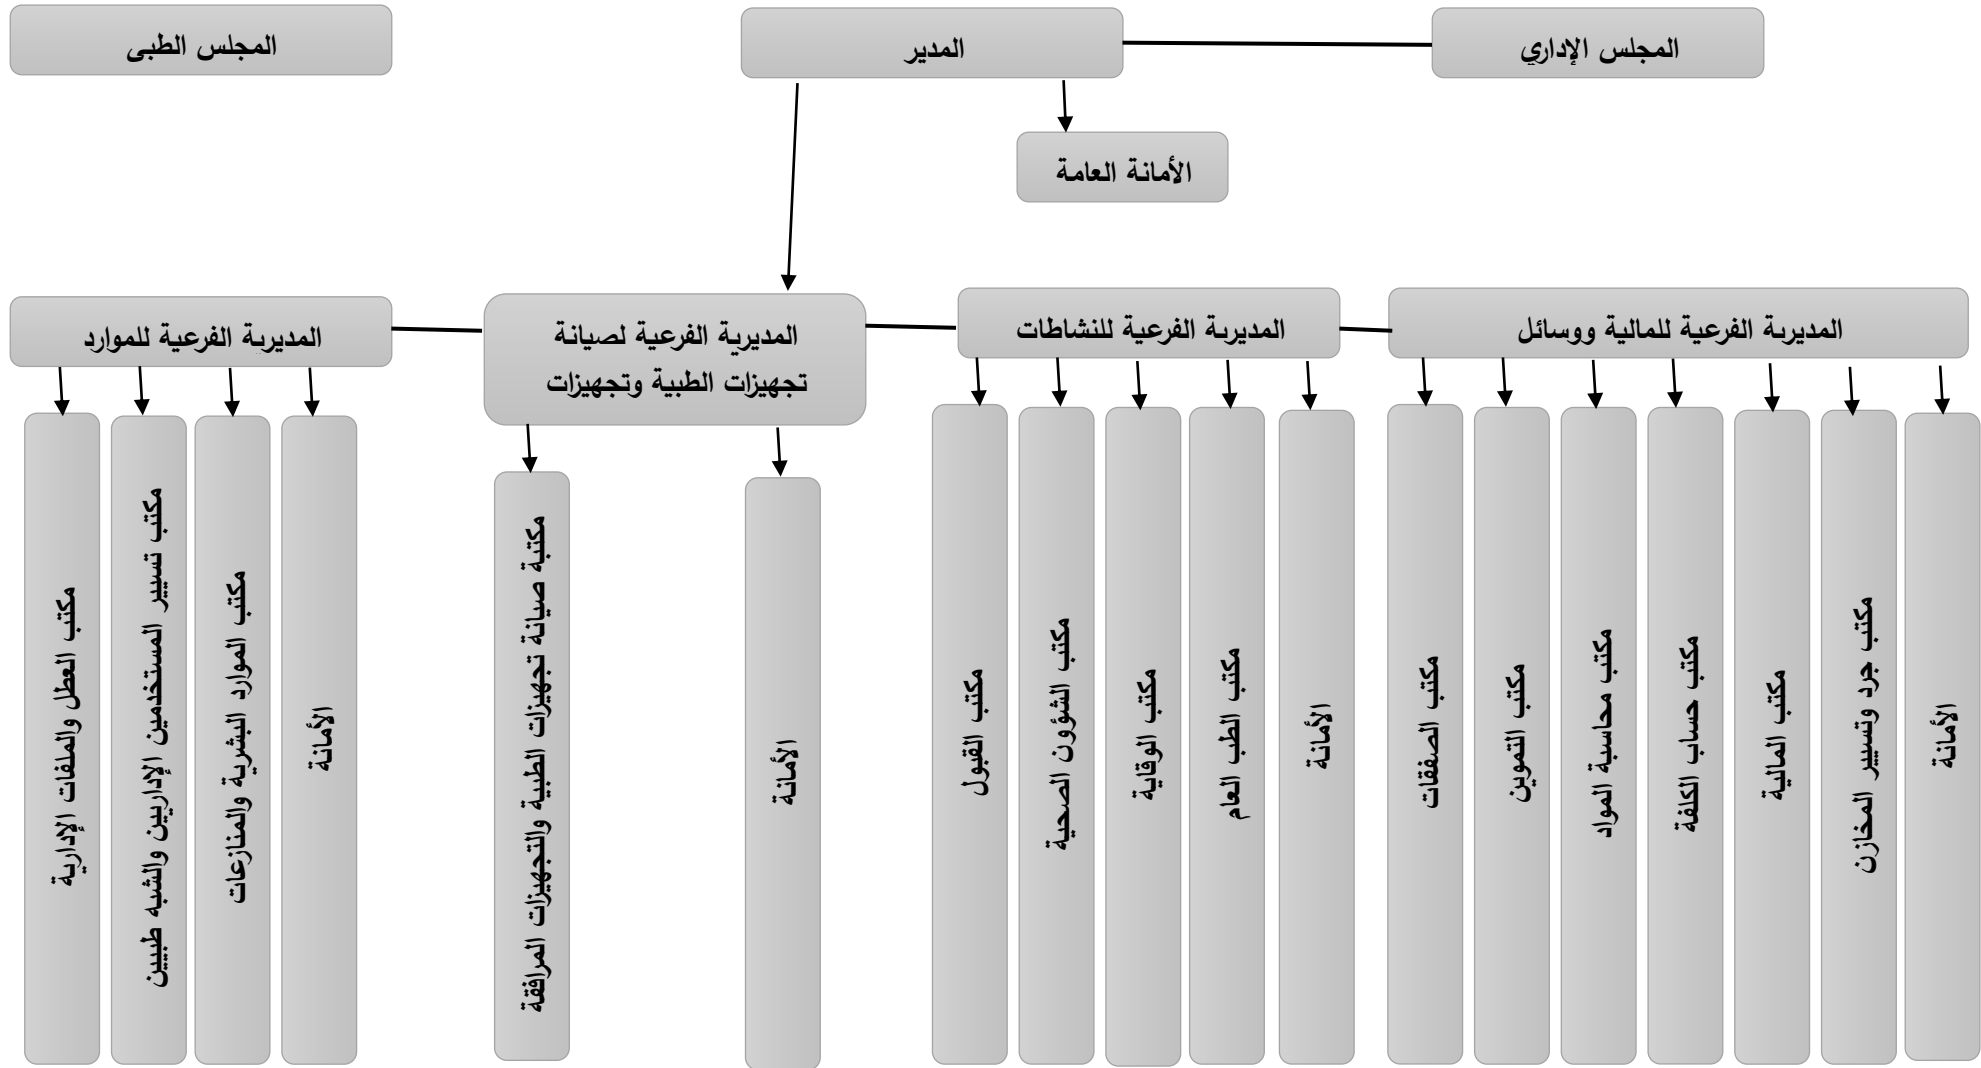 المجلس الإداري
المدير
المجلس الطبى
الأمانة العامة
المديرية الفرعية للمالية ووسائل
المديرية الفرعية للنشاطات
المديرية الفرعية لصيانة
تجهيزات الطبية وتجهيزات
المديرية الفرعية للموارد
الأمانة
مكتب جرد وتسيير المخازن
مكتب المالية
مكتب حساب الكلفة
مكتب محاسبة المواد
مكتب التموين
مكتب الصفقات
الأمانة
مكتب الطب العام
مكتب الوقاية
مكتب الشؤون الصحية
مكتب القبول
الأمانة
مكتبة صيانة تجهيزات الطبية والتجهيزات المرافقة
الأمانة
مكتب الموارد البشرية والمنازعات
مكتب تسيير المستخدمين الإداريين والشبه طبيين
مكتب العطل والملفات الإدارية